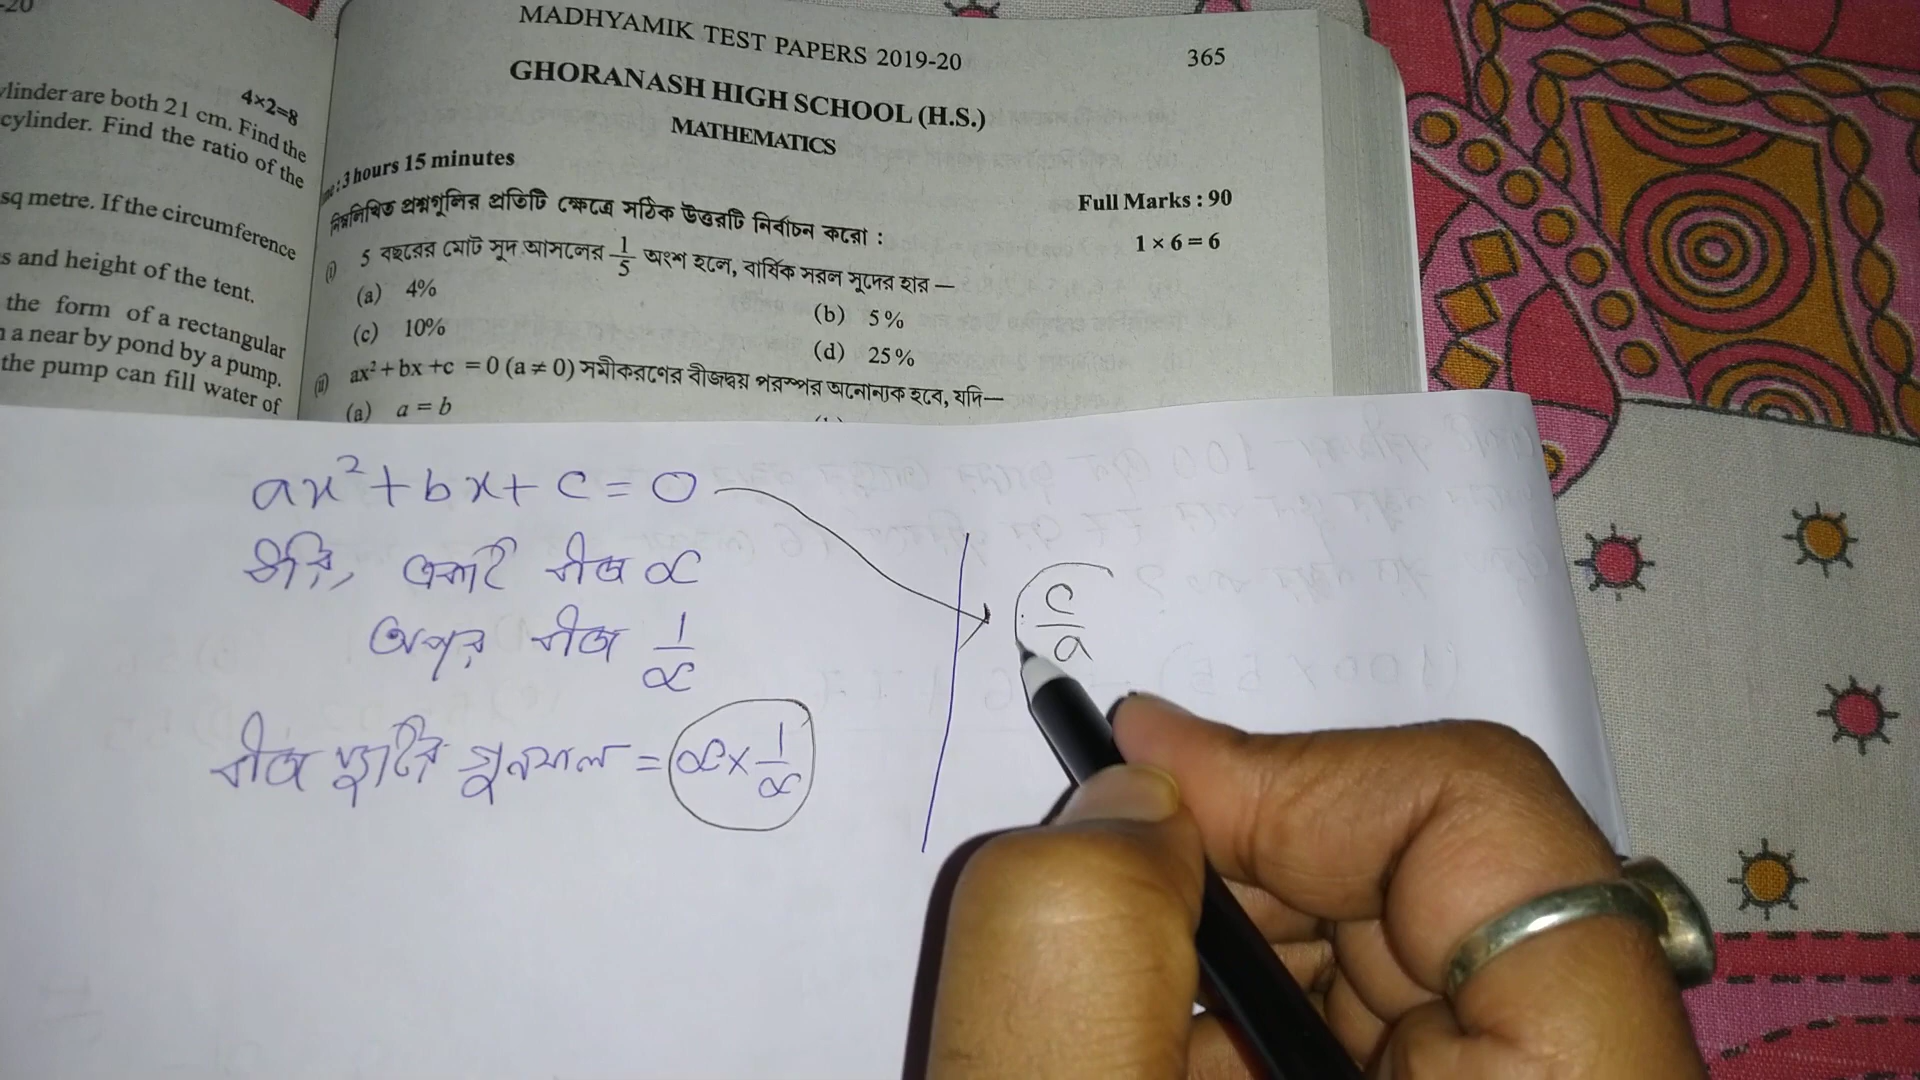 -20
4×2=8
ylinder are both 21 cm. Find the
cylinder. Find the ratio of the
sq metre. If the circumference
s and height of the tent.
the form of a rectangular
a near by pond by a pump.
the pump can fill water of
MADHYAMIK TEST PAPERS 2019-20 365
GHORANASH HIGH SCHOOL (H.S.)
MATHEMATICS
: 3 hours 15 minutes
Full Marks : 90
নিম্নলিখিত প্রশ্নগুলির প্রতিটি ক্ষেত্রে সঠিক উত্তরটি নির্বাচন করো : 1 × 6 = 6
(i) 5 বছরের মোট সুদ আসলের 1/5 অংশ হলে, বার্ষিক সরল সুদের হার —
(a) 4% (b) 5%
(c) 10% (d) 25%
(ii) ax² + bx + c = 0 (a ≠ 0) সমীকরণের বীজদ্বয় পরস্পর অনোন্যক হবে, যদি—
(a) a = b
ax² + bx + c = 0
ধরি, একটি বীজ α
অপর বীজ 1/α
বীজ দুটির গুনফল = α × 1/α
c/a